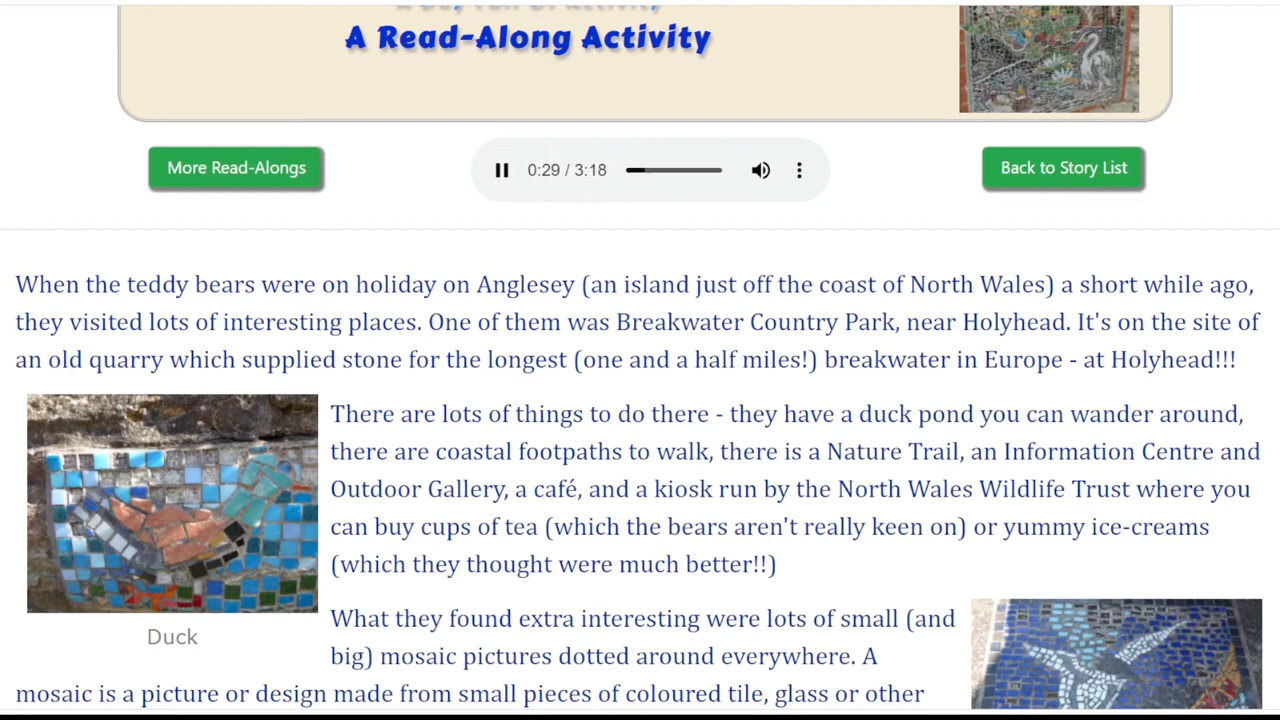 A Read-Along Activity
More Read-Alongs
0:29 / 3:18
Back to Story List
When the teddy bears were on holiday on Anglesey (an island just off the coast of North Wales) a short while ago,
they visited lots of interesting places. One of them was Breakwater Country Park, near Holyhead. It's on the site of
an old quarry which supplied stone for the longest (one and a half miles!) breakwater in Europe - at Holyhead!!!
There are lots of things to do there - they have a duck pond you can wander around,
there are coastal footpaths to walk, there is a Nature Trail, an Information Centre and
Outdoor Gallery, a café, and a kiosk run by the North Wales Wildlife Trust where you
can buy cups of tea (which the bears aren't really keen on) or yummy ice-creams
(which they thought were much better!!)
Duck
What they found extra interesting were lots of small (and
big) mosaic pictures dotted around everywhere. A
mosaic is a picture or design made from small pieces of coloured tile, glass or other